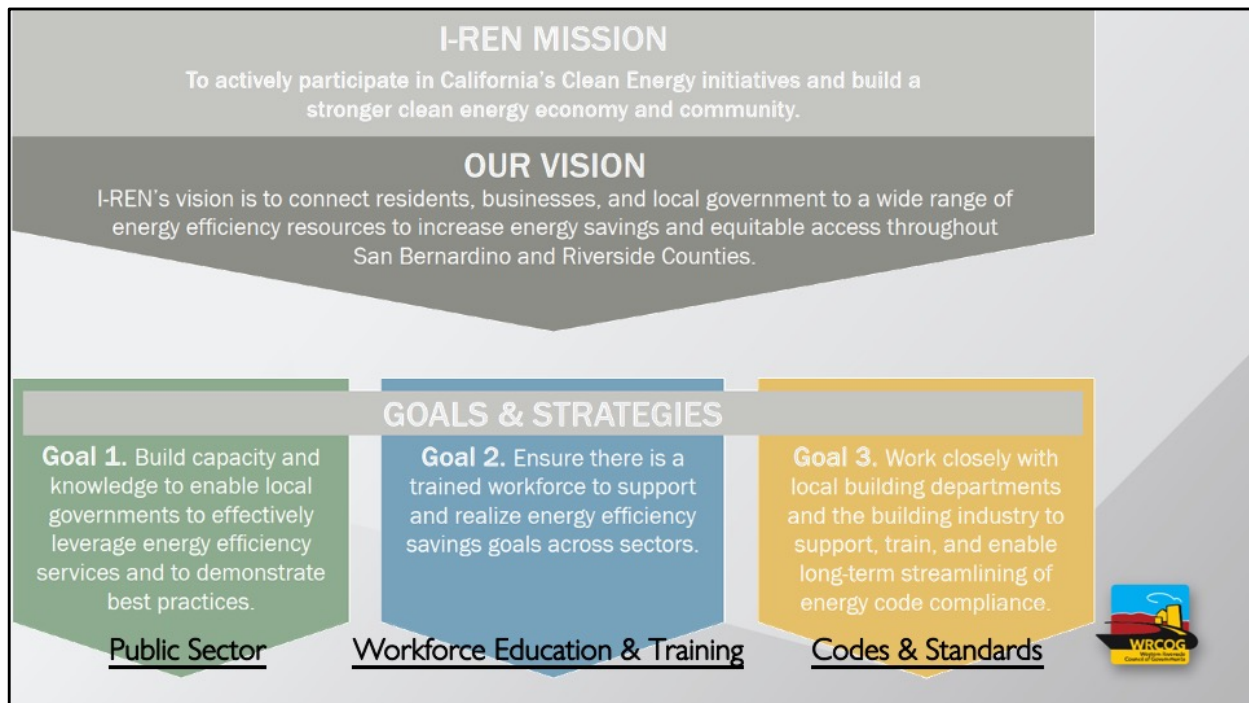 I-REN MISSION
To actively participate in California's Clean Energy initiatives and build a
stronger clean energy economy and community.
OUR VISION
I-REN's vision is to connect residents, businesses, and local government to a wide range of
energy efficiency resources to increase energy savings and equitable access throughout
San Bernardino and Riverside Counties.
GOALS & STRATEGIES
Goal 1. Build capacity and
knowledge to enable local
governments to effectively
leverage energy efficiency
services and to demonstrate
best practices.
Public Sector
Goal 2. Ensure there is a
trained workforce to support
and realize energy efficiency
savings goals across sectors.
Workforce Education & Training
Goal 3. Work closely with
local building departments
and the building industry to
support, train, and enable
long-term streamlining of
energy code compliance.
Codes & Standards
WRCOG
Western Riverside
Council of Governments